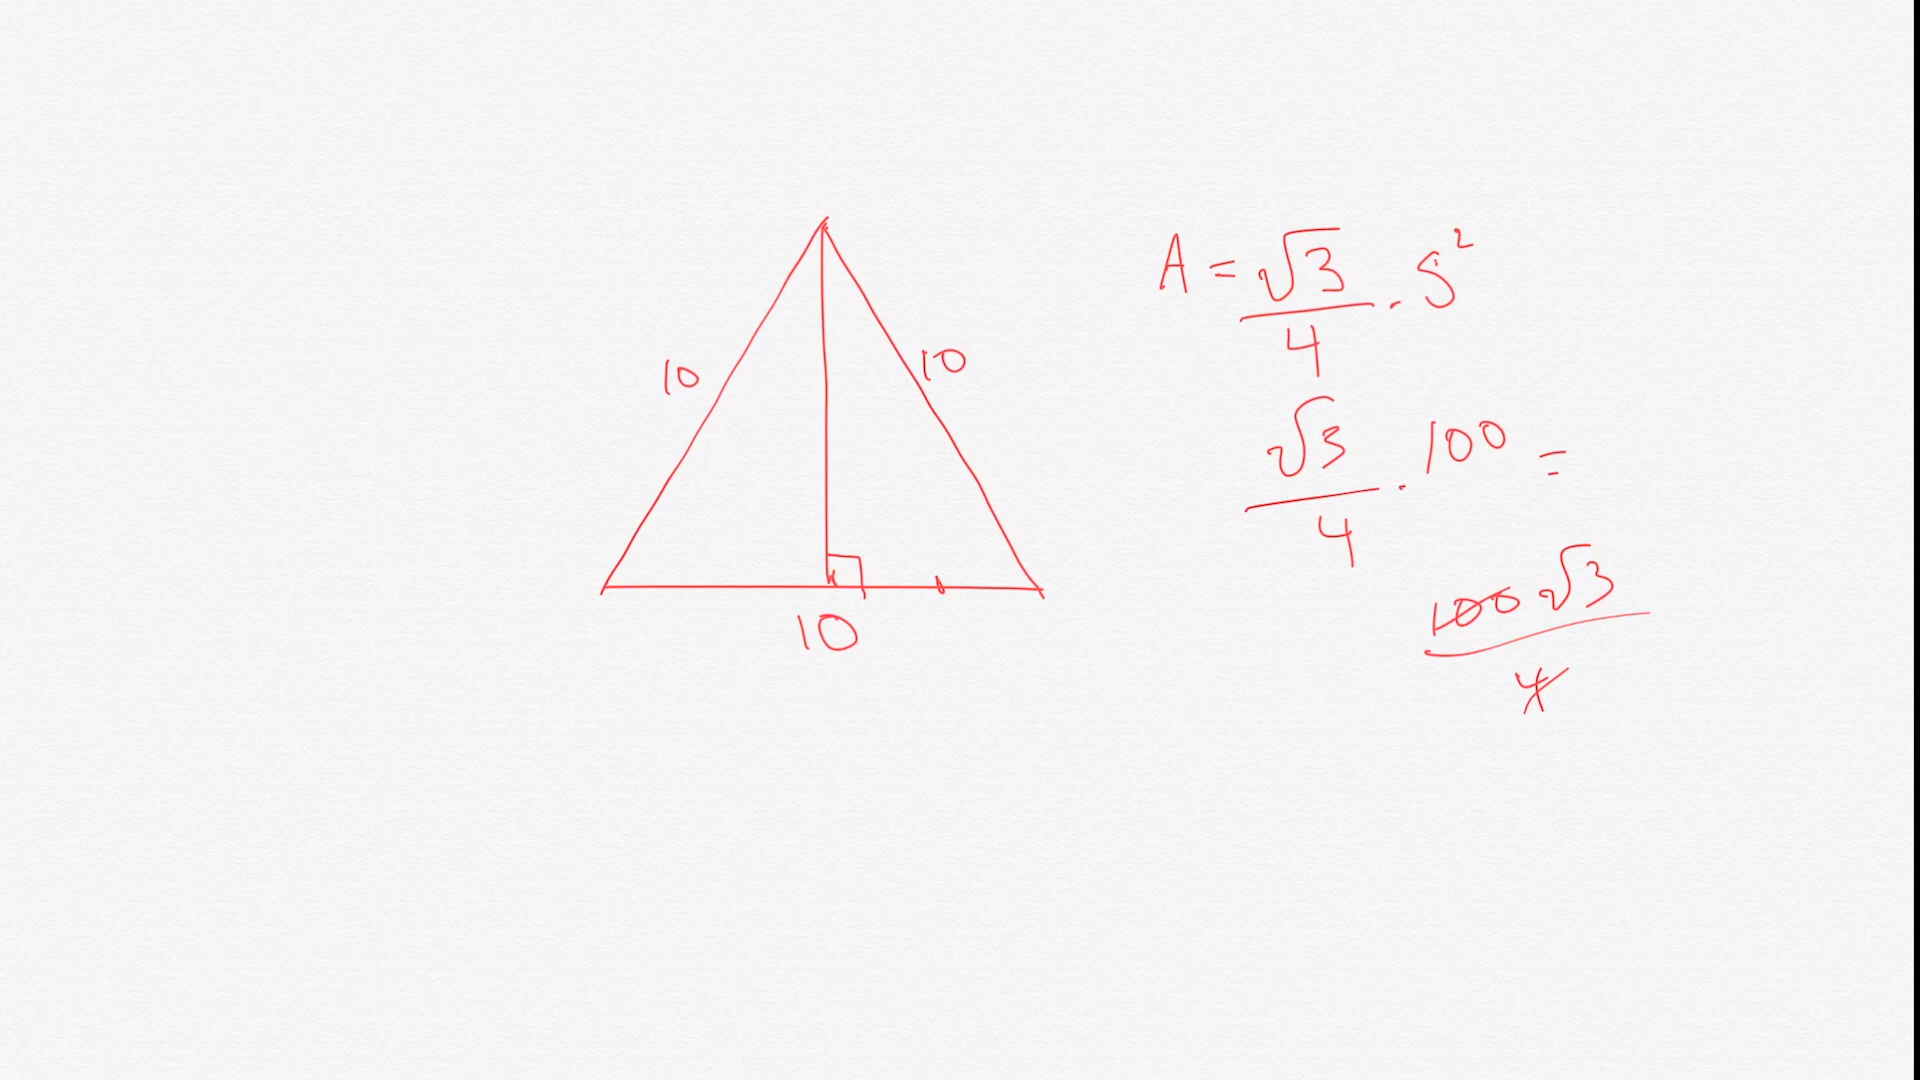 10
10
10
A = √3/4 · s²
√3/4 · 100 =
100√3/4